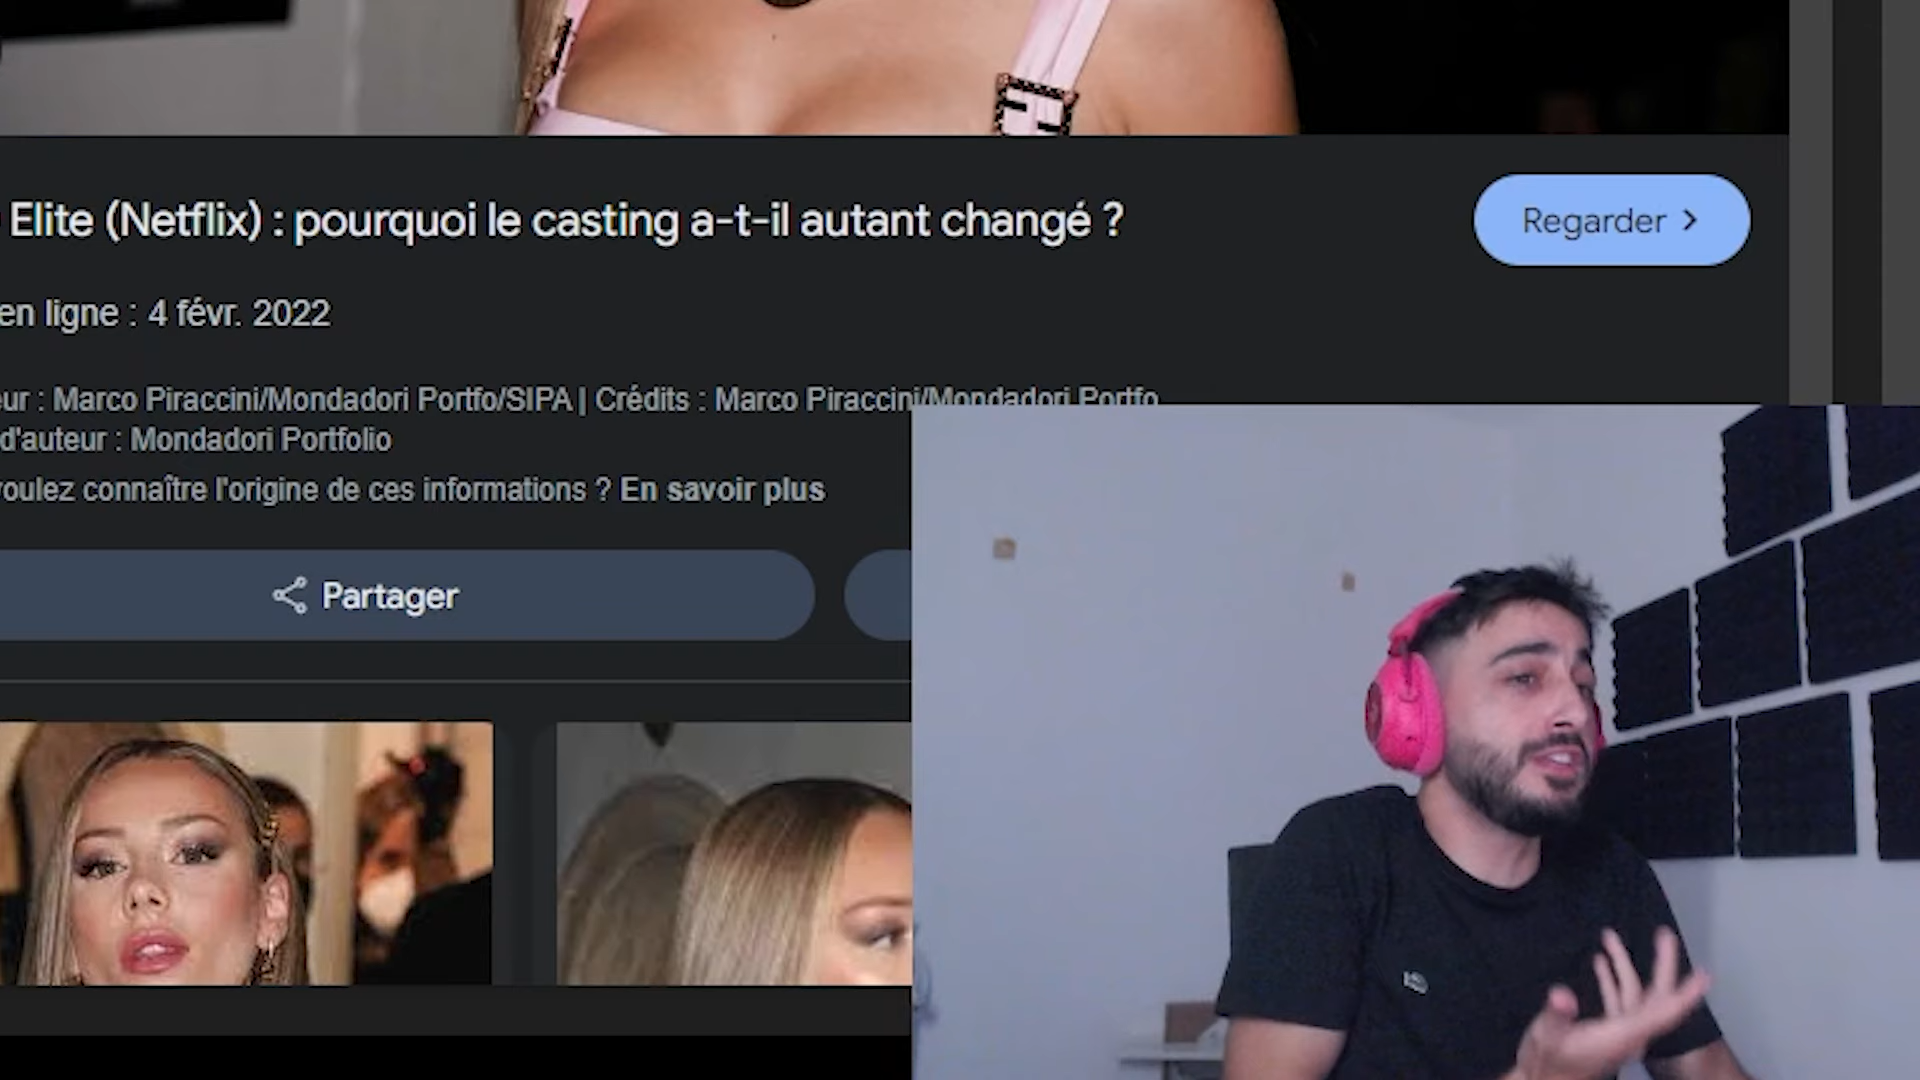 Elite (Netflix) : pourquoi le casting a-t-il autant changé ?
Regarder
en ligne : 4 févr. 2022
eur : Marco Piraccini/Mondadori Portfo/SIPA | Crédits : Marco Piraccini/Mondadori Portfo
d'auteur : Mondadori Portfolio
voulez connaître l'origine de ces informations ? En savoir plus
Partager